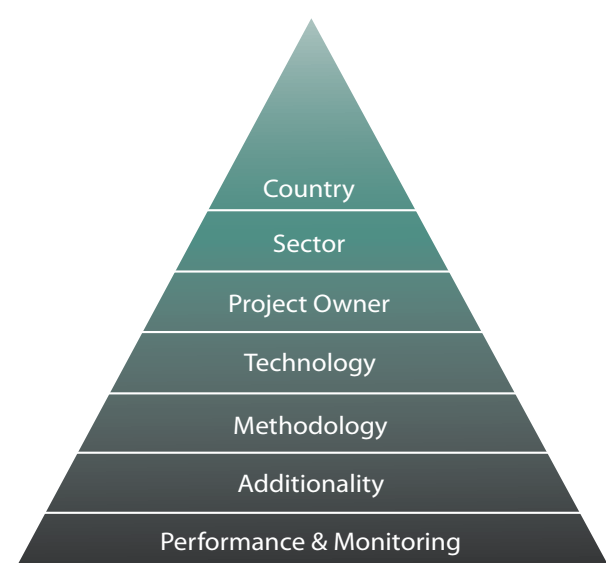 Country
Sector
Project Owner
Technology
Methodology
Additionality
Performance & Monitoring